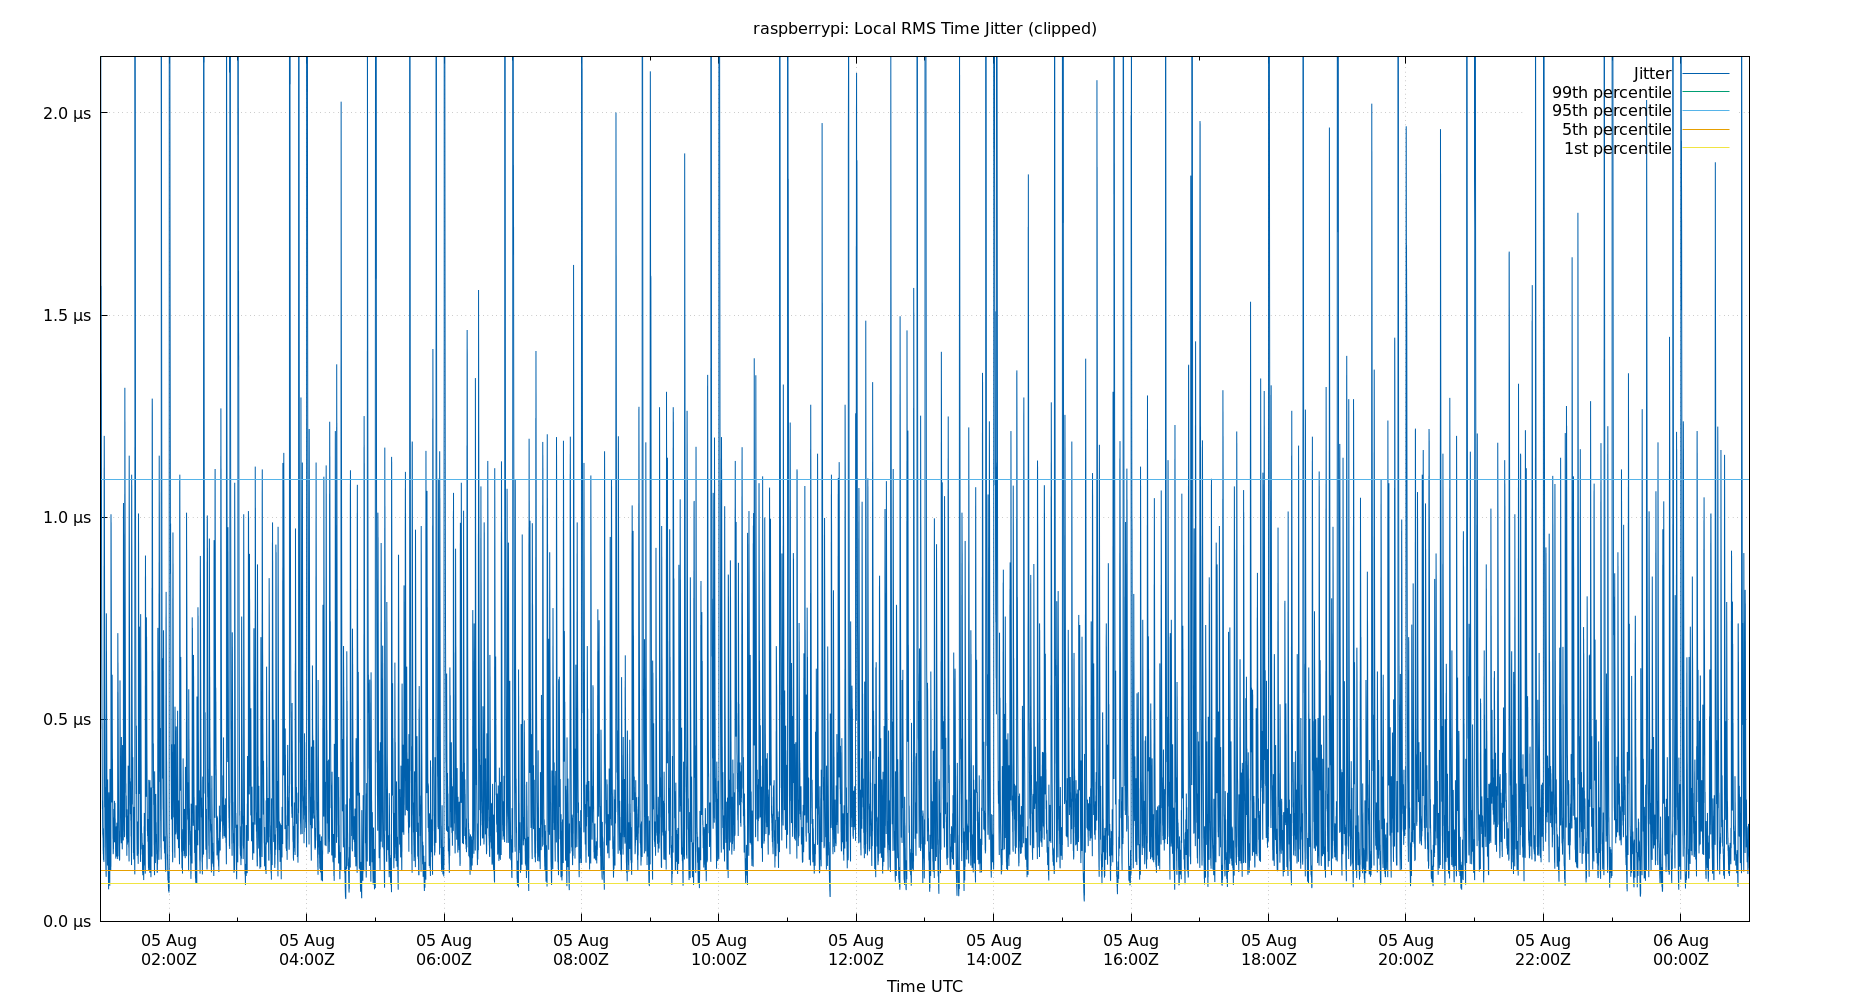 raspberrypi: Local RMS Time Jitter (clipped)
Jitter
99th percentile
95th percentile
5th percentile
1st percentile
2.0 μs
1.5 μs
1.0 μs
0.5 μs
0.0 μs
05 Aug 05 Aug 05 Aug 05 Aug 05 Aug 05 Aug 05 Aug 05 Aug 05 Aug 05 Aug 05 Aug 06 Aug
02:00Z 04:00Z 06:00Z 08:00Z 10:00Z 12:00Z 14:00Z 16:00Z 18:00Z 20:00Z 22:00Z 00:00Z
Time UTC